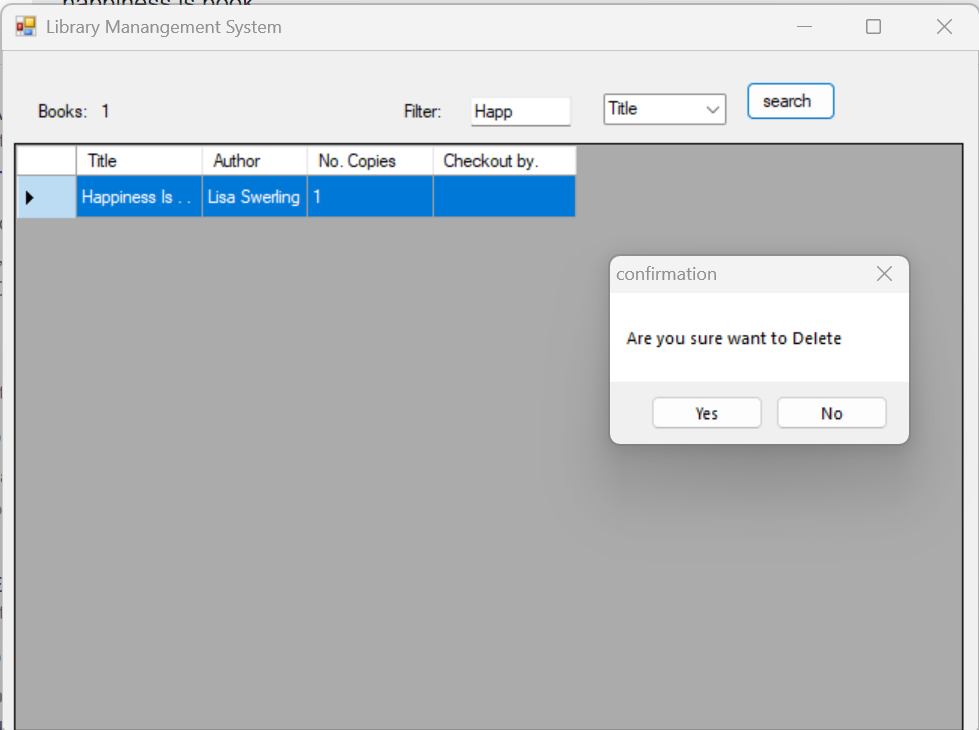 happiness is book
Library Manangement System
Books: 1 Filter: Happ Title search
Title Author No. Copies Checkout by.
Happiness Is . . Lisa Swerling 1
confirmation
Are you sure want to Delete
Yes No